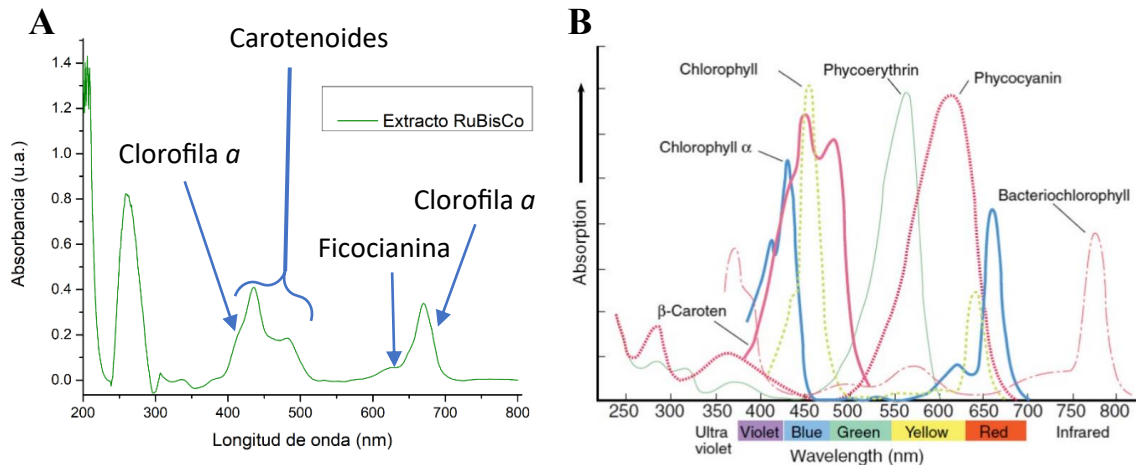 A
Carotenoides
Extracto RuBisCo
Clorofila a
Clorofila a
Ficocianina
Absorbancia (u.a.)
1.4
1.2
1.0
0.8
0.6
0.4
0.2
0.0
200 300 400 500 600 700 800
Longitud de onda (nm)
B
Chlorophyll
Phycoerythrin
Phycocyanin
Chlorophyll α
Bacteriochlorophyll
β-Caroten
Absorption
250 300 350 400 450 500 550 600 650 700 750 800
Ultra
violet
Violet Blue Green Yellow Red Infrared
Wavelength (nm)